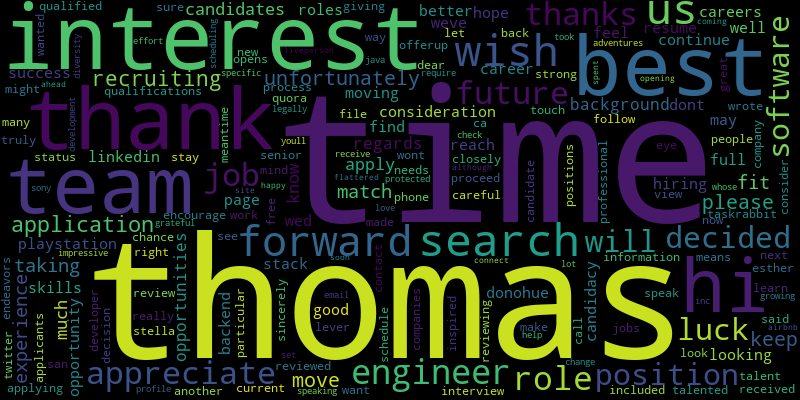 qualified
interest
candidates
sure
roles
giving
us
better
hope
thanks
careers
weve
wanted
diversity
scheduling
effort
liveperson
way
let
back
offerup
feel
resume
well
software
new
opens
took
adventures
wish
best
success
recruiting
unfortunately
dear
career
strong
continue
great
coming
might
ahead
qualifications
process
specific
java
require
spent
opening
thank
time
quora
moving
future
background
dont
wrote
many
development
legally
file
consideration
touch
follow
may
truly
meantime
youll
find
ca
check
people
company
status
linkedin
stay
receive
regards
reach
wont
although
eye
full
senior
mind
apply
needs
closely
positions
professional
hiring
fit
sony
team
job
know
flattered
protected
match
phone
proceed
careful
candidate
view
whose
consider
site
happy
page
free
love
please
taskrabbit
application
encourage
work
wed
made
now
grateful
playstation
chance
see
forward
search
will
decided
impressive
right
soon
connect
lot
information
means
next
esther
endeavors
taking
opportunities
stack
contact
hi
learn
skills
thomas
donohue
candidacy
speak
growing
experience
much
review
email
inspired
inc
backend
particular
sincerely
good
make
call
jobs
opportunity
developer
decision
really
stella
lever
schedule
companies
reviewing
help
luck
said
keep
airbnb
twitter
applicants
san
set
change
look
looking
appreciate
reviewed
move
engineer
role
position
talent
applying
profile
another
current
speaking
want
interview
included
talented
received